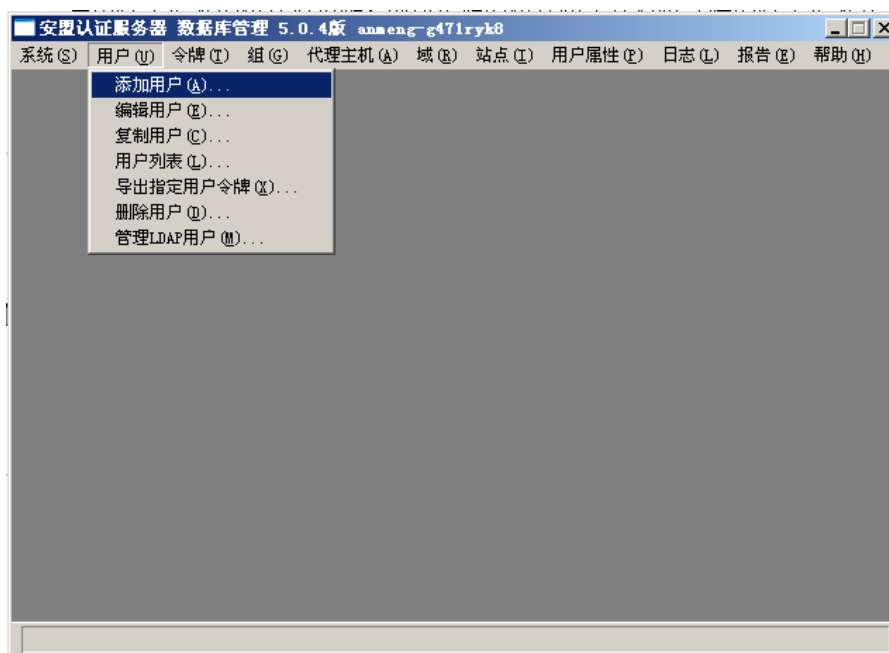 安盟认证服务器 数据库管理 5.0.4版 anmeng-g471ryk8
系统(S) 用户(U) 令牌(T) 组(G) 代理主机(A) 域(R) 站点(I) 用户属性(P) 日志(L) 报告(E) 帮助(H)
添加用户(A)...
编辑用户(E)...
复制用户(C)...
用户列表(L)...
导出指定用户令牌(X)...
删除用户(D)...
管理LDAP用户(M)...